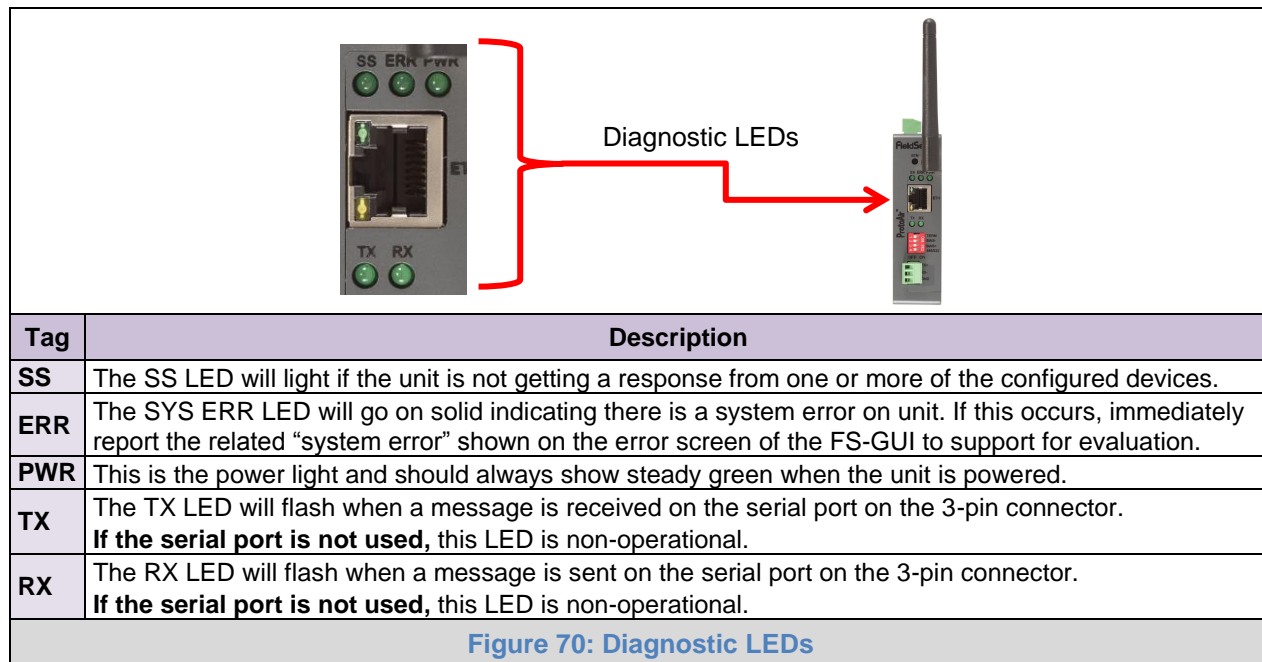 SS ERR PWR
TX RX
Diagnostic LEDs
ProtoAir™
Tag Description
SS The SS LED will light if the unit is not getting a response from one or more of the configured devices.
ERR The SYS ERR LED will go on solid indicating there is a system error on unit. If this occurs, immediately
report the related “system error” shown on the error screen of the FS-GUI to support for evaluation.
PWR This is the power light and should always show steady green when the unit is powered.
TX The TX LED will flash when a message is received on the serial port on the 3-pin connector.
If the serial port is not used, this LED is non-operational.
RX The RX LED will flash when a message is sent on the serial port on the 3-pin connector.
If the serial port is not used, this LED is non-operational.
Figure 70: Diagnostic LEDs